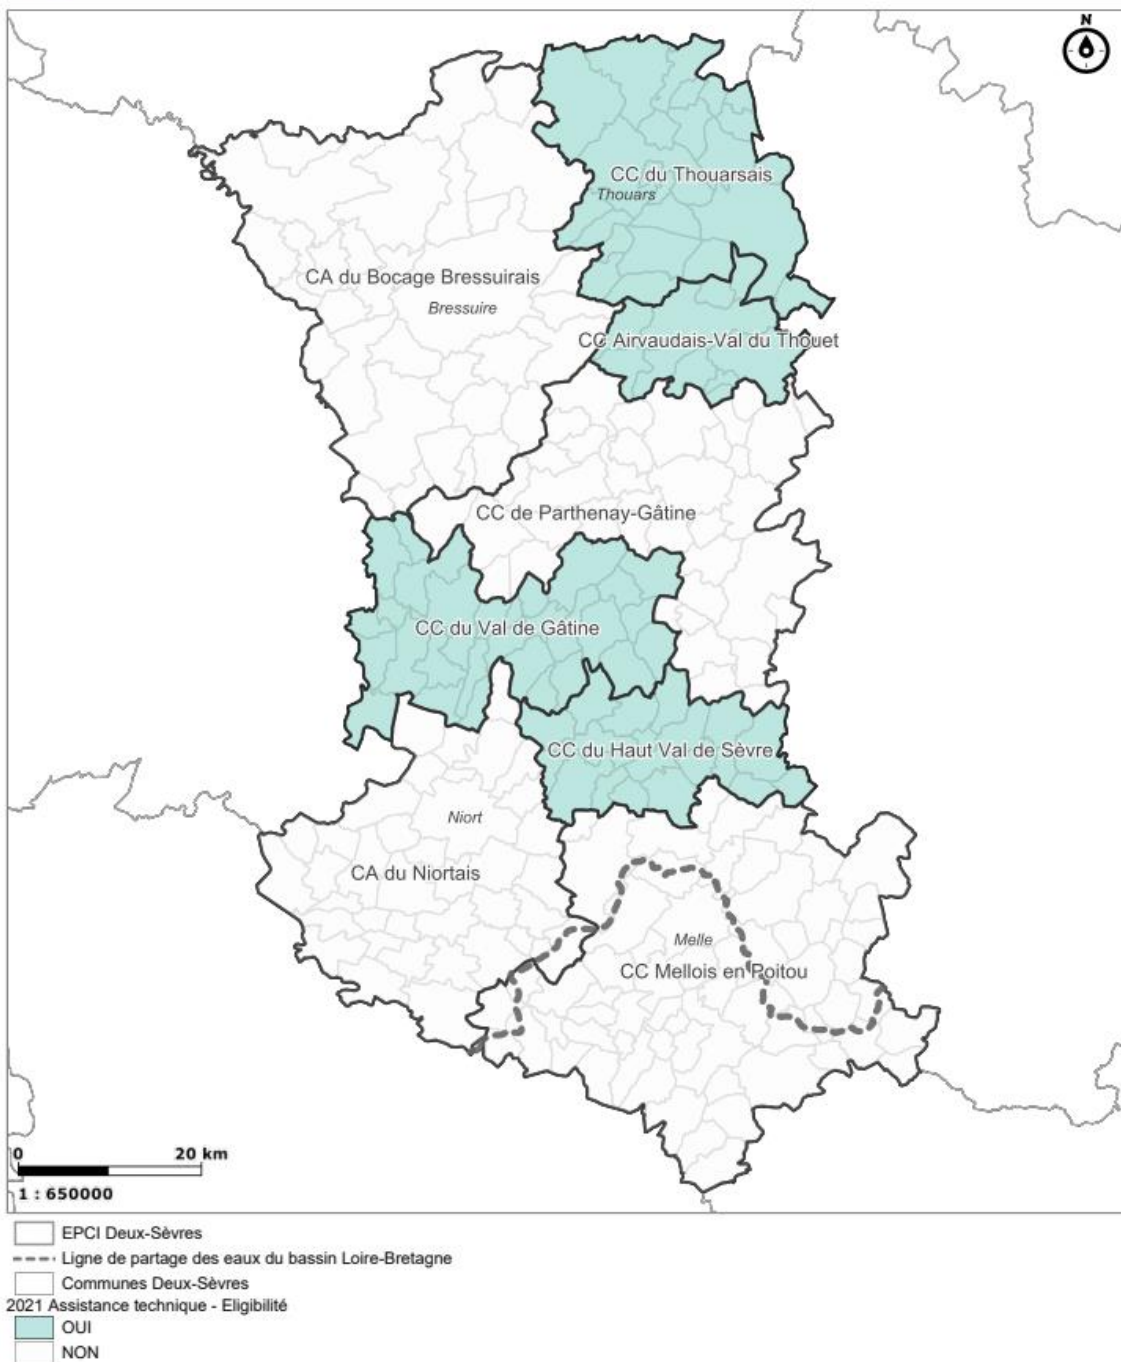 N
CC du Thouarsais
Thouars
CA du Bocage Bressuirais
Bressuire
CC Airvaudais-Val du Thouet
CC de Parthenay-Gâtine
CC du Val de Gâtine
CC du Haut Val de Sèvre
Niort
CA du Niortais
Melle
CC Mellois en Poitou
0 20 km
1 : 650000
EPCI Deux-Sèvres
Ligne de partage des eaux du bassin Loire-Bretagne
Communes Deux-Sèvres
2021 Assistance technique - Eligibilité
OUI
NON